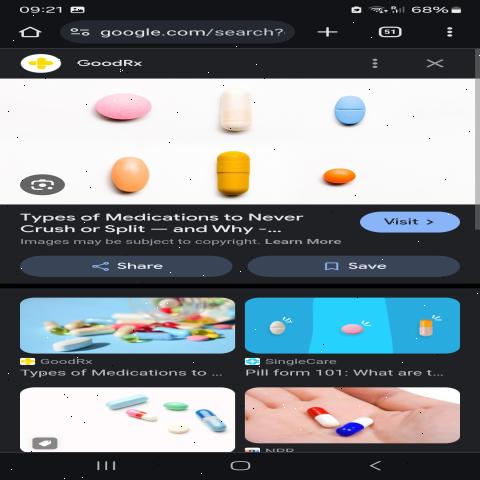 09:21
68%
google.com/search?
51
GoodRx
Types of Medications to Never
Crush or Split — and Why -...
Visit >
Images may be subject to copyright. Learn More
Share
Save
GoodRx
Types of Medications to ...
SingleCare
Pill form 101: What are t...
NPR